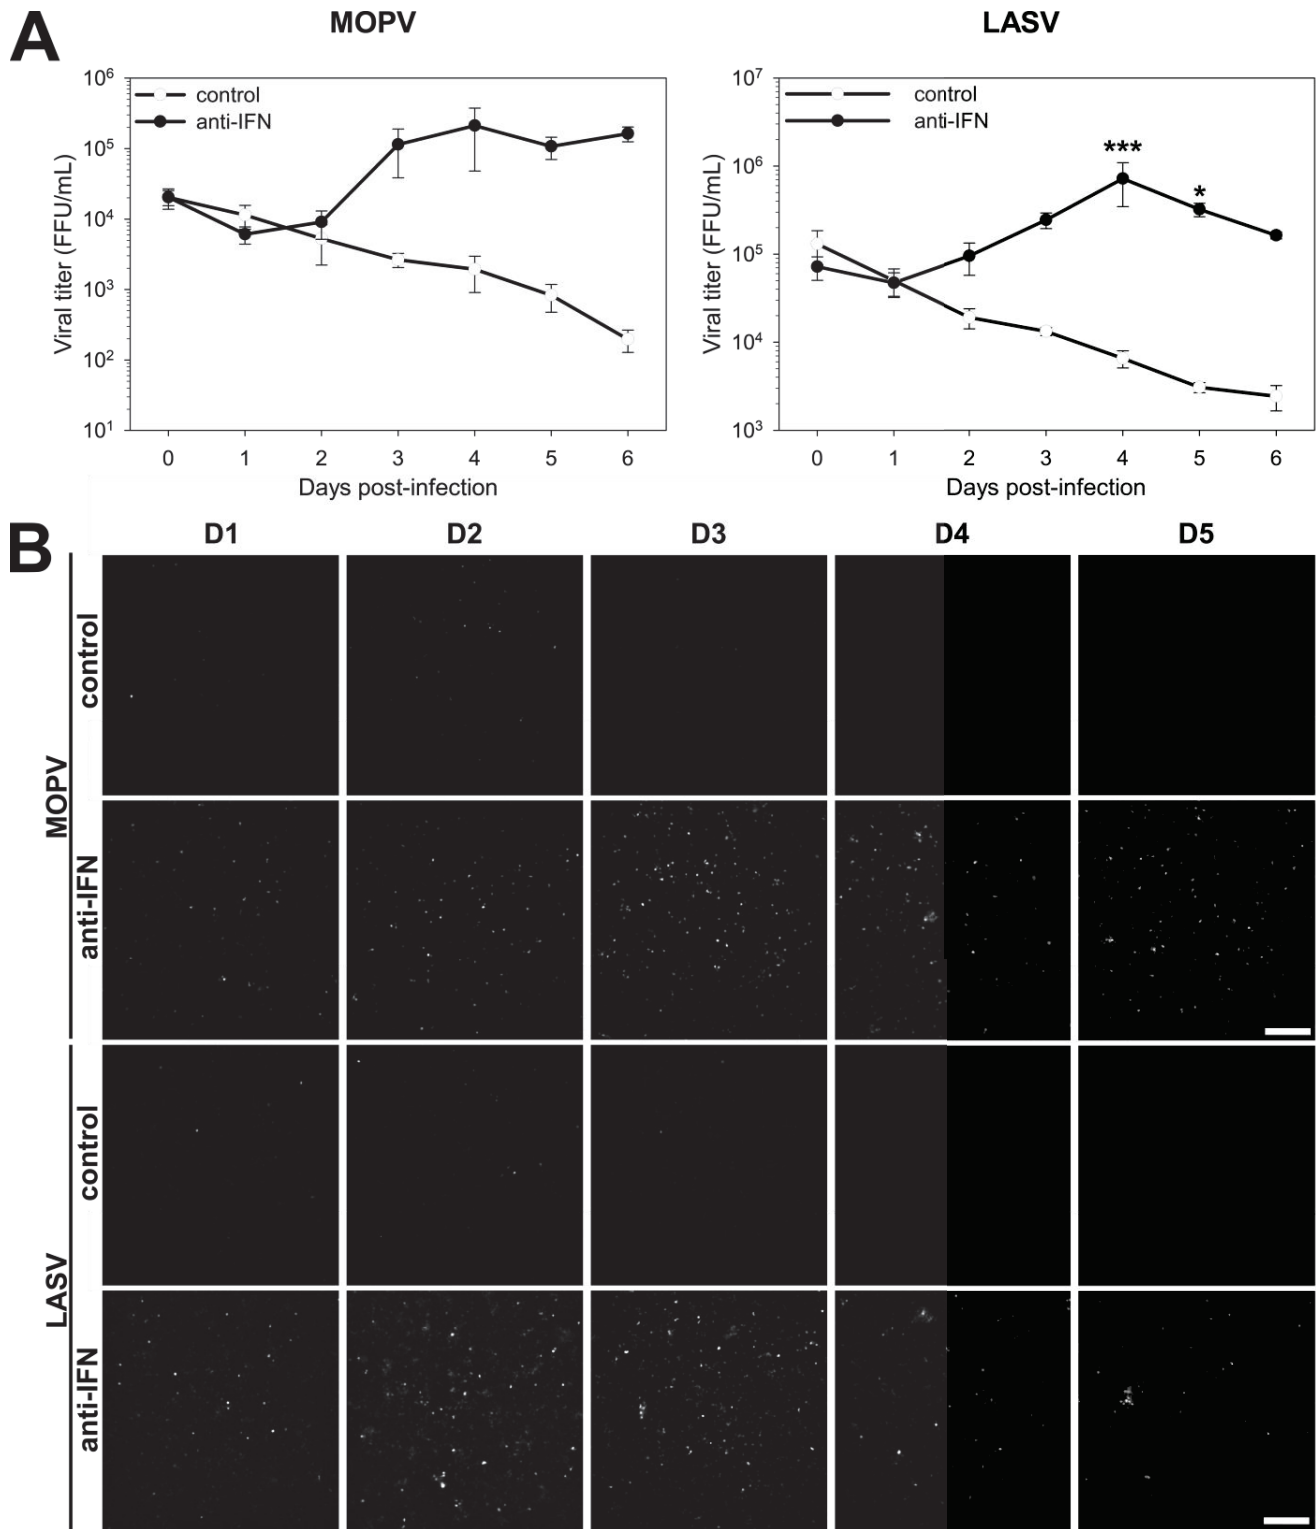 A
MOPV
LASV
10⁶
10⁵
10⁴
10³
10²
10¹
Viral titer (FFU/mL)
control
anti-IFN
0 1 2 3 4 5 6
Days post-infection
10⁷
10⁶
10⁵
10⁴
10³
Viral titer (FFU/mL)
control
anti-IFN
***
*
0 1 2 3 4 5 6
Days post-infection
B
D1 D2 D3 D4 D5
MOPV
control
anti-IFN
LASV
control
anti-IFN